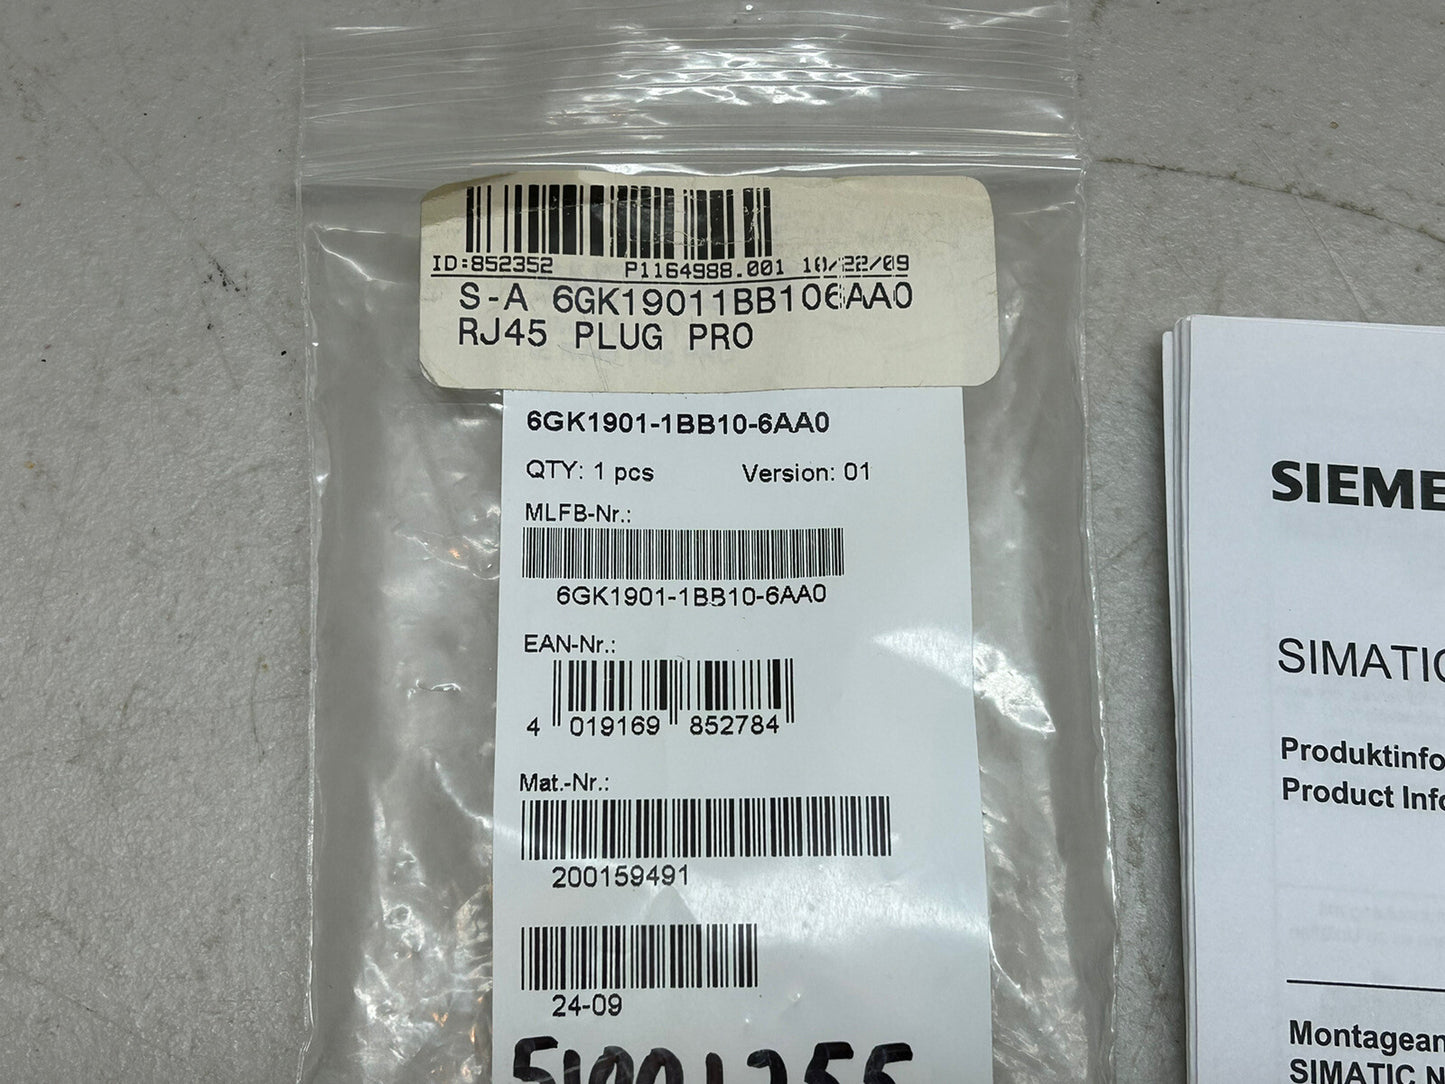 ID:852352 P1164988.001 10/22/09
S-A 6GK19011BB106AA0
RJ45 PLUG PRO
6GK1901-1BB10-6AA0
QTY: 1 pcs Version: 01
MLFB-Nr.:
6GK1901-1BB10-6AA0
EAN-Nr.:
4 019169 852784
Mat.-Nr.:
200159491
24-09
SIEME
SIMATIC
Produktinfo
Product Info
Montagean
SIMATIC N